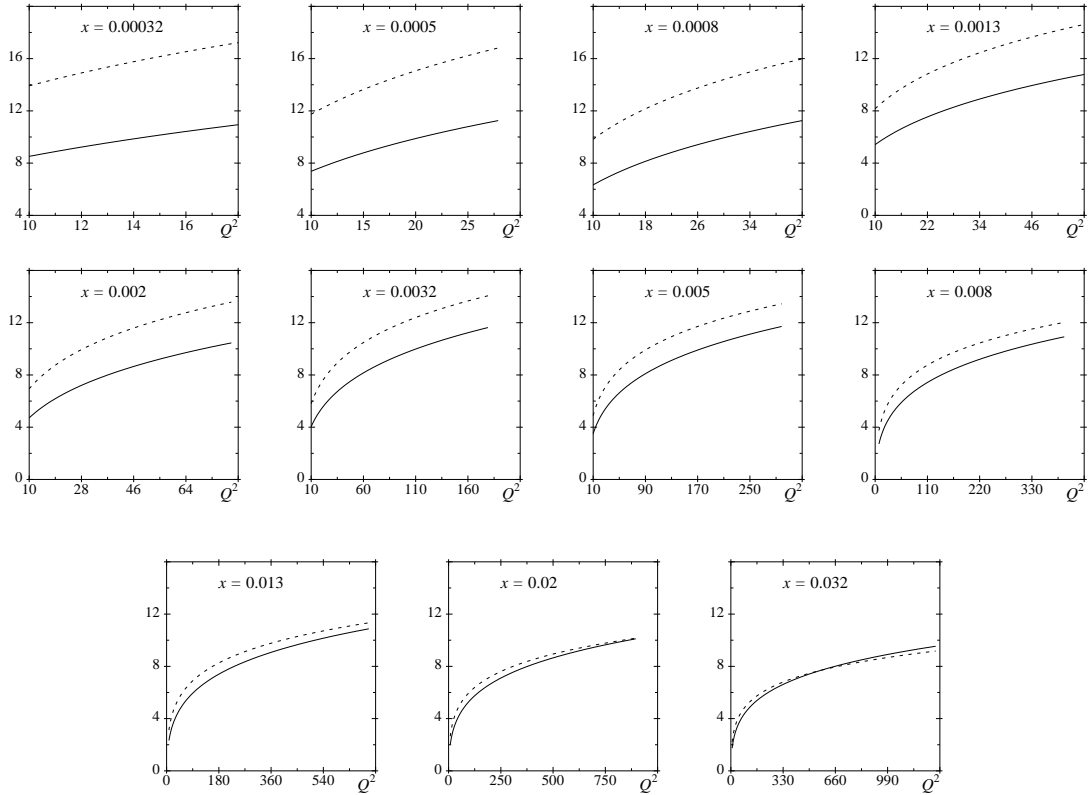 x = 0.00032
16
12
8
4
10 12 14 16 Q²
x = 0.0005
16
12
8
4
10 15 20 25 Q²
x = 0.0008
16
12
8
4
10 18 26 34 Q²
x = 0.0013
12
8
4
0
10 22 34 46 Q²
x = 0.002
12
8
4
0
10 28 46 64 Q²
x = 0.0032
12
8
4
0
10 60 110 160 Q²
x = 0.005
12
8
4
0
10 90 170 250 Q²
x = 0.008
12
8
4
0
0 110 220 330 Q²
x = 0.013
12
8
4
0
0 180 360 540 Q²
x = 0.02
12
8
4
0
0 250 500 750 Q²
x = 0.032
12
8
4
0
0 330 660 990 Q²